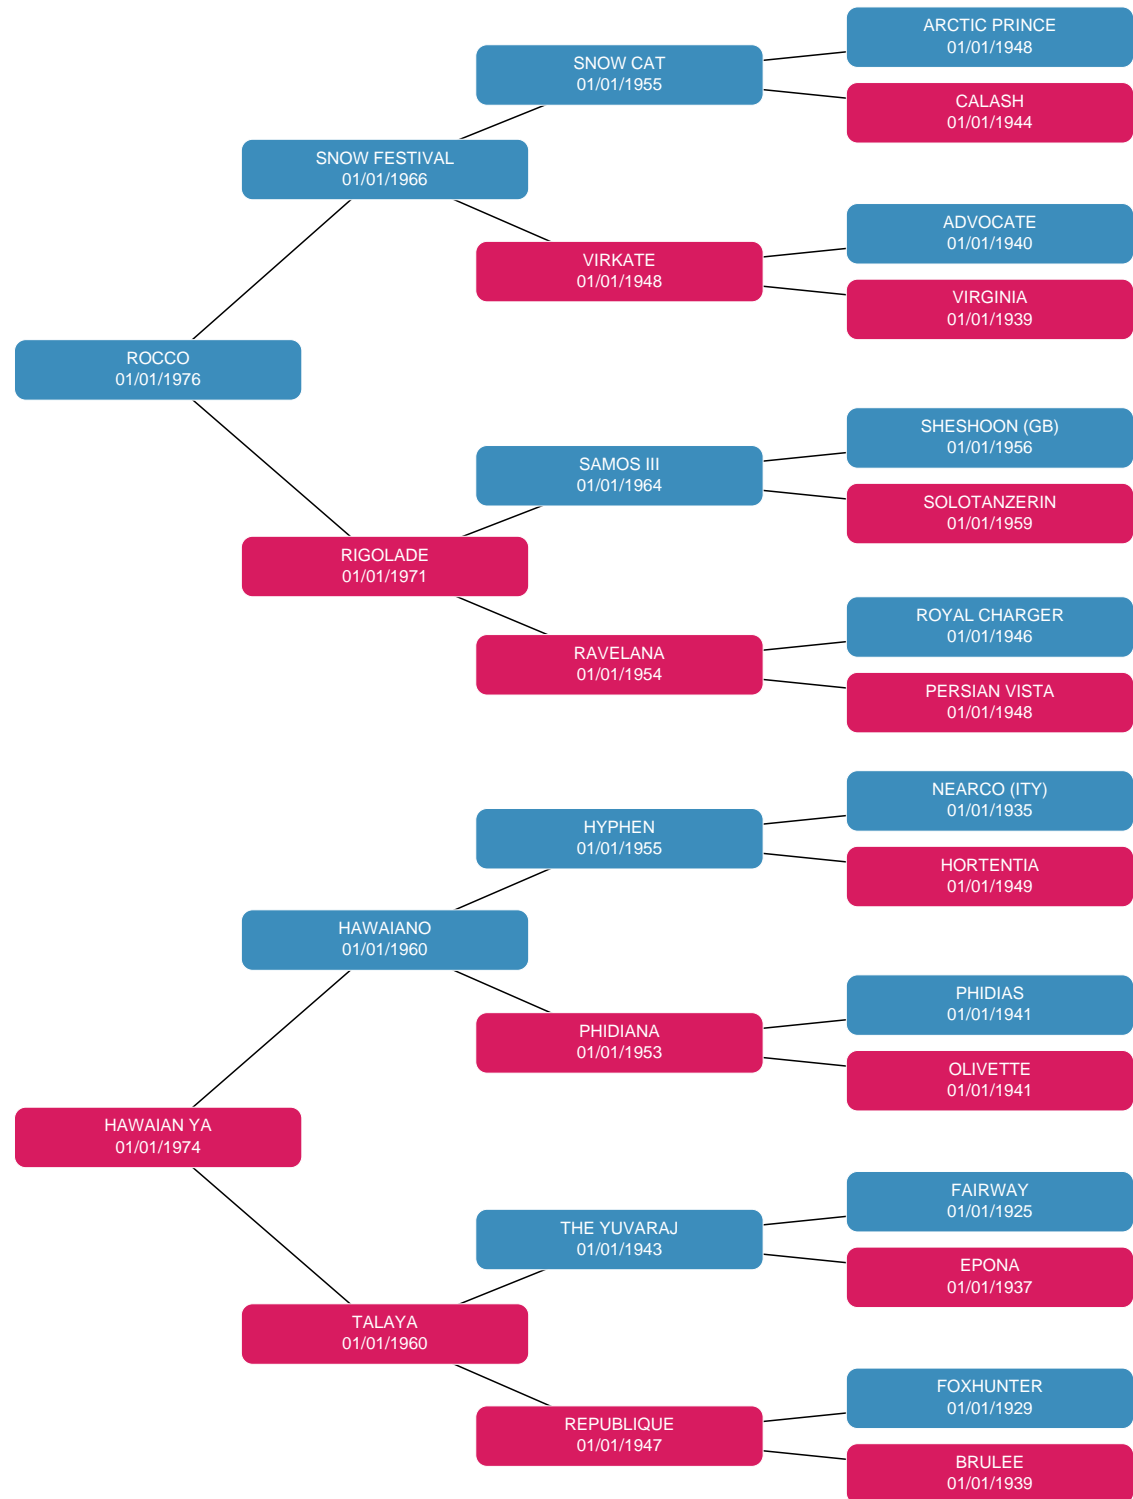 ARCTIC PRINCE
01/01/1948
SNOW CAT
01/01/1955
CALASH
01/01/1944
SNOW FESTIVAL
01/01/1966
ADVOCATE
01/01/1940
VIRKATE
01/01/1948
VIRGINIA
01/01/1939
ROCCO
01/01/1976
SHESHOON (GB)
01/01/1956
SAMOS III
01/01/1964
SOLOTANZERIN
01/01/1959
RIGOLADE
01/01/1971
ROYAL CHARGER
01/01/1946
RAVELANA
01/01/1954
PERSIAN VISTA
01/01/1948
NEARCO (ITY)
01/01/1935
HYPHEN
01/01/1955
HORTENTIA
01/01/1949
HAWAIANO
01/01/1960
PHIDIAS
01/01/1941
PHIDIANA
01/01/1953
OLIVETTE
01/01/1941
HAWAIAN YA
01/01/1974
FAIRWAY
01/01/1925
THE YUVARAJ
01/01/1943
EPONA
01/01/1937
TALAYA
01/01/1960
FOXHUNTER
01/01/1929
REPUBLIQUE
01/01/1947
BRULEE
01/01/1939